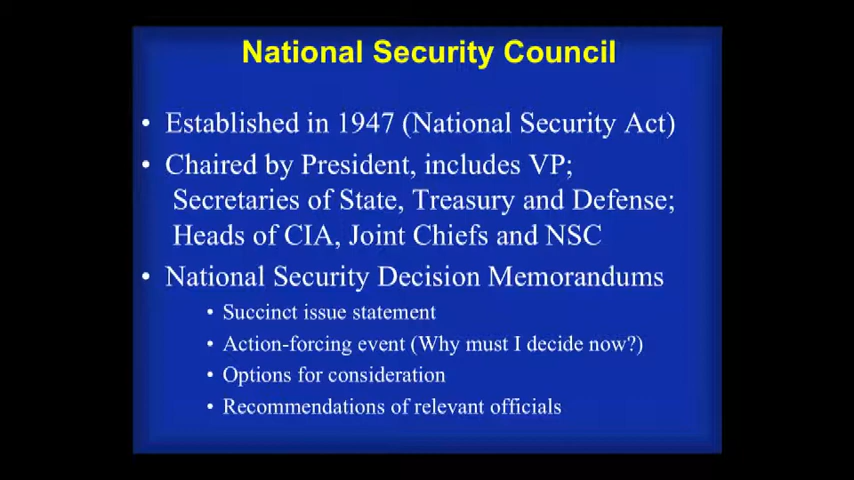 National Security Council
• Established in 1947 (National Security Act)
• Chaired by President, includes VP;
Secretaries of State, Treasury and Defense;
Heads of CIA, Joint Chiefs and NSC
• National Security Decision Memorandums
• Succinct issue statement
• Action-forcing event (Why must I decide now?)
• Options for consideration
• Recommendations of relevant officials